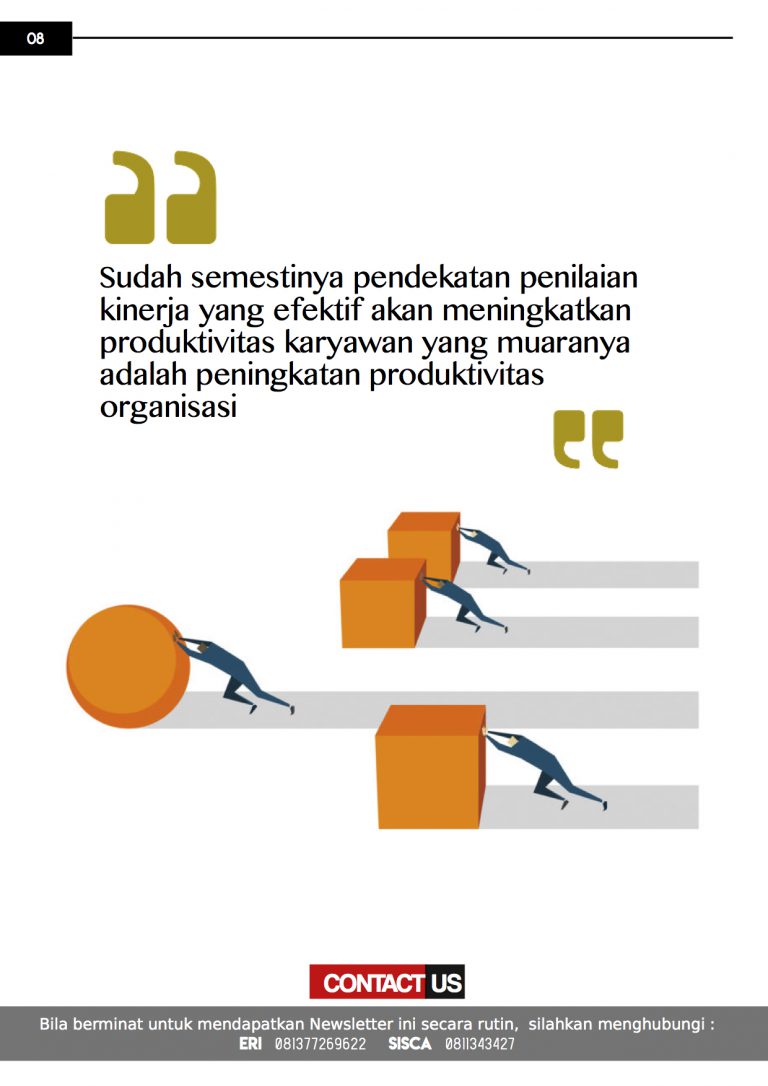 08
Sudah semestinya pendekatan penilaian
kinerja yang efektif akan meningkatkan
produktivitas karyawan yang muaranya
adalah peningkatan produktivitas
organisasi
CONTACT US
Bila berminat untuk mendapatkan Newsletter ini secara rutin, silahkan menghubungi :
ERI 081377269622 SISCA 0811343427